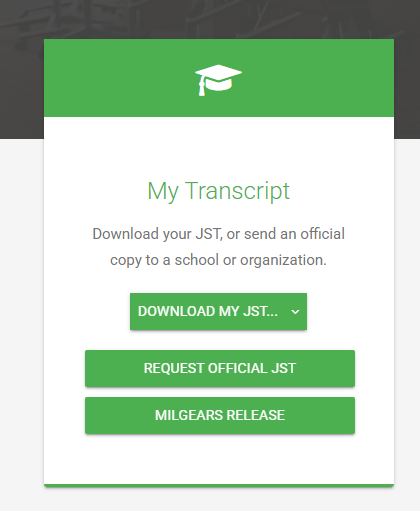 My Transcript
Download your JST, or send an official
copy to a school or organization.
DOWNLOAD MY JST...
REQUEST OFFICIAL JST
MILGEARS RELEASE